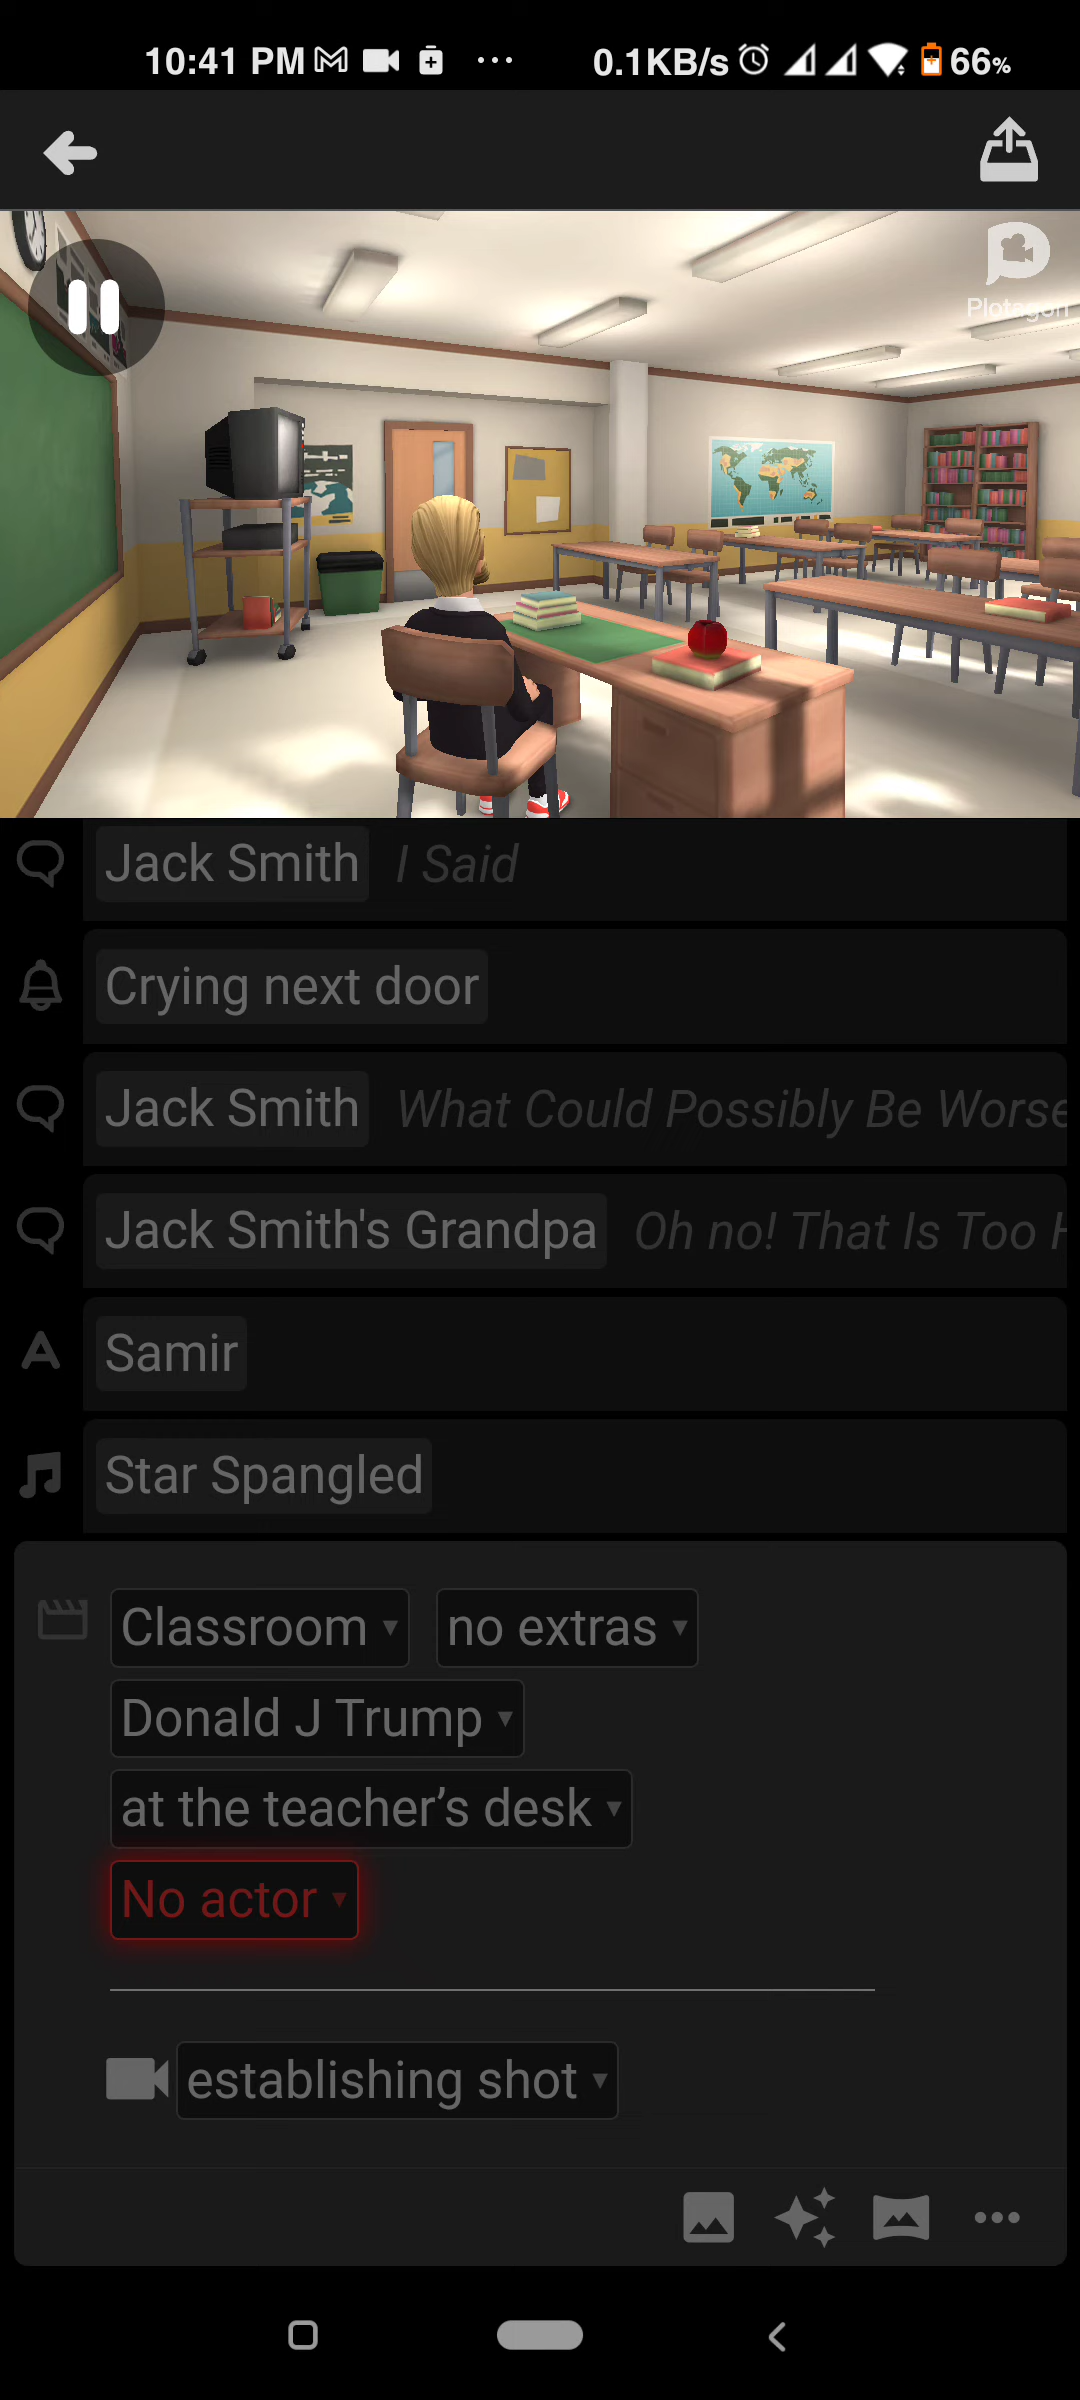 10:41 PM ... 0.1KB/s 66%
Plotagon
Jack Smith I Said
Crying next door
Jack Smith What Could Possibly Be Worse
Jack Smith's Grandpa Oh no! That Is Too H
Samir
Star Spangled
Classroom no extras
Donald J Trump
at the teacher’s desk
No actor
establishing shot